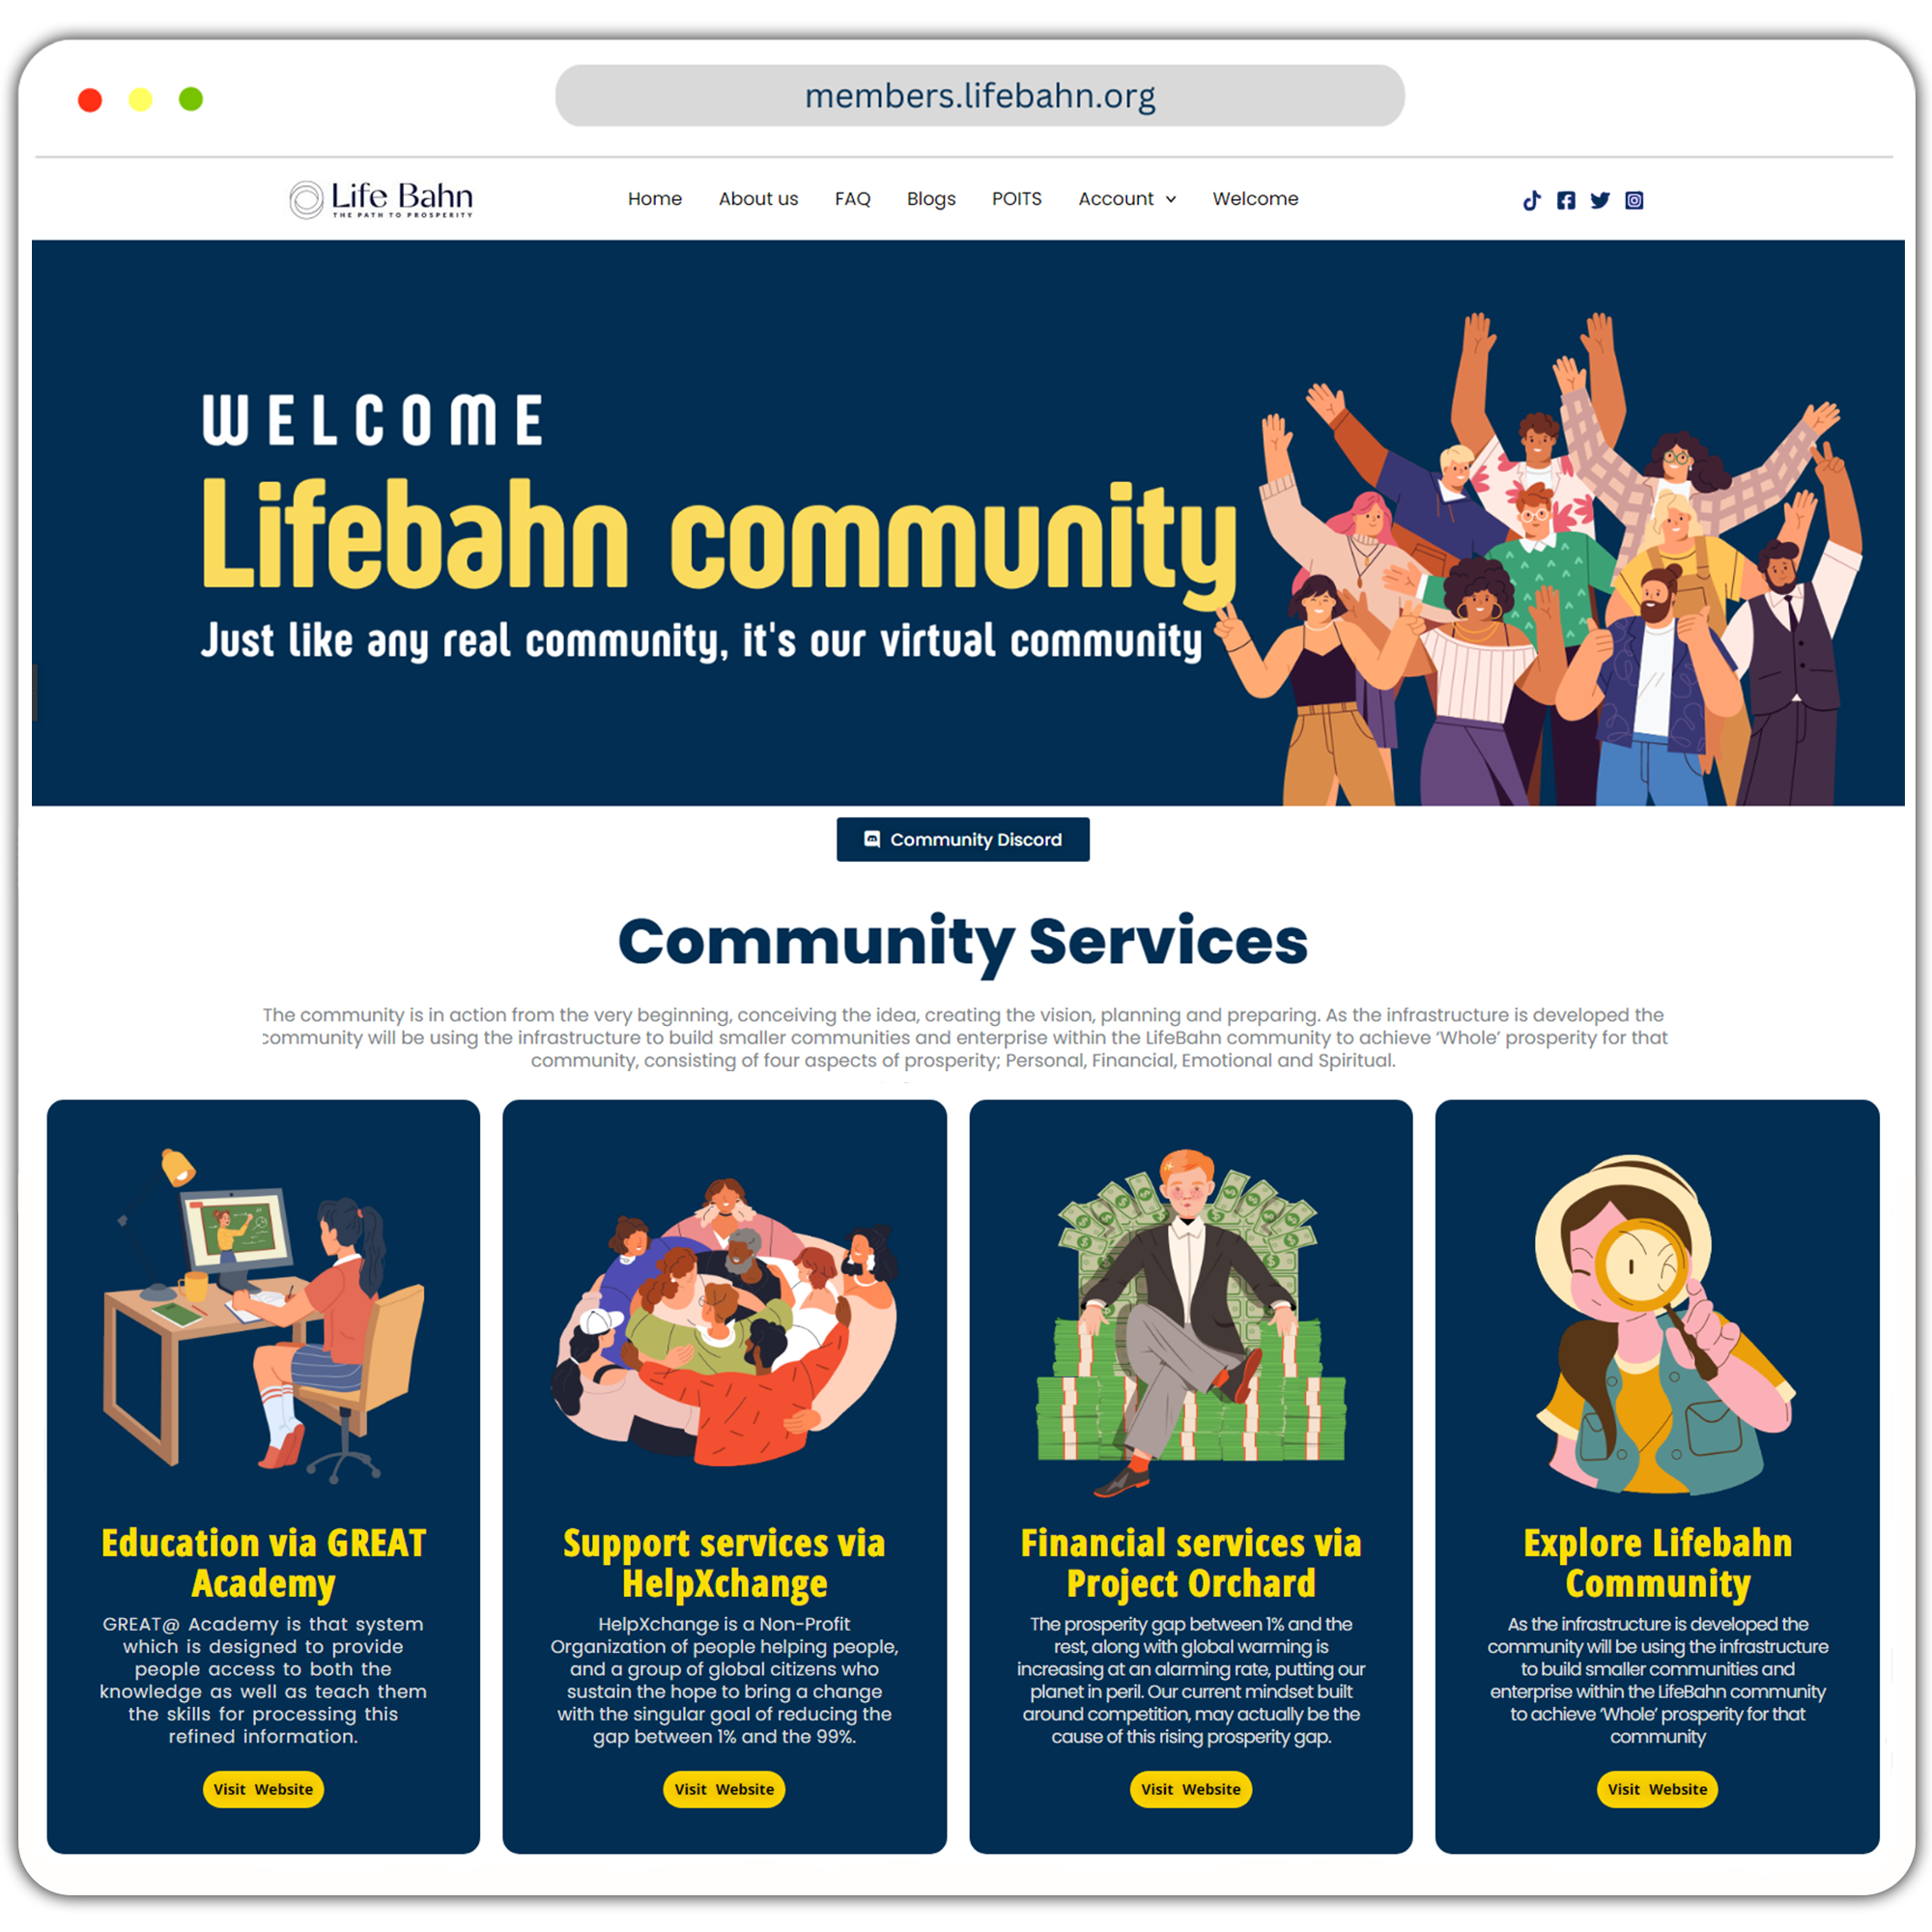 members.lifebahn.org
Life Bahn
THE PATH TO PROSPERITY
Home About us FAQ Blogs POITS Account Welcome
WELCOME
Lifebahn community
Just like any real community, it's our virtual community
Community Discord
Community Services
The community is in action from the very beginning, conceiving the idea, creating the vision, planning and preparing. As the infrastructure is developed the
community will be using the infrastructure to build smaller communities and enterprise within the LifeBahn community to achieve ‘Whole’ prosperity for that
community, consisting of four aspects of prosperity; Personal, Financial, Emotional and Spiritual.
Education via GREAT
Academy
GREAT@ Academy is that system
which is designed to provide
people access to both the
knowledge as well as teach them
the skills for processing this
refined information.
Visit Website
Support services via
HelpXchange
HelpXchange is a Non-Profit
Organization of people helping people,
and a group of global citizens who
sustain the hope to bring a change
with the singular goal of reducing the
gap between 1% and the 99%.
Visit Website
Financial services via
Project Orchard
The prosperity gap between 1% and the
rest, along with global warming is
increasing at an alarming rate, putting our
planet in peril. Our current mindset built
around competition, may actually be the
cause of this rising prosperity gap.
Visit Website
Explore Lifebahn
Community
As the infrastructure is developed the
community will be using the infrastructure
to build smaller communities and
enterprise within the LifeBahn community
to achieve ‘Whole’ prosperity for that
community
Visit Website